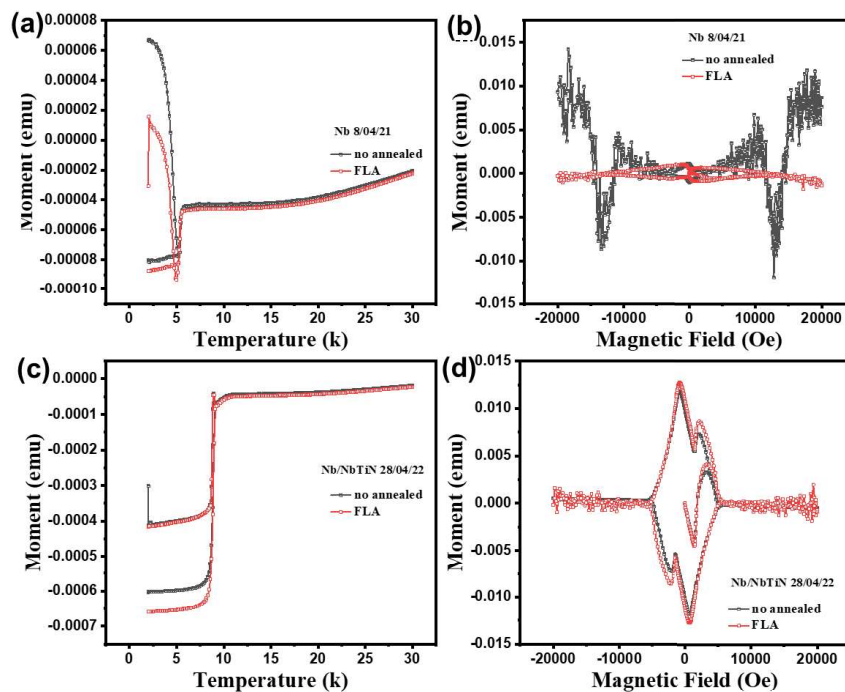 (a)
0.00008
0.00006
0.00004
0.00002
0.00000
-0.00002
-0.00004
-0.00006
-0.00008
-0.00010
Moment (emu)
Nb 8/04/21
no annealed
FLA
0 5 10 15 20 25 30
Temperature (k)
(b)
0.015
0.010
0.005
0.000
-0.005
-0.010
-0.015
Moment (emu)
Nb 8/04/21
no annealed
FLA
-20000 -10000 0 10000 20000
Magnetic Field (Oe)
(c)
0.0000
-0.0001
-0.0002
-0.0003
-0.0004
-0.0005
-0.0006
-0.0007
Moment (emu)
Nb/NbTiN 28/04/22
no annealed
FLA
0 5 10 15 20 25 30
Temperature (k)
(d)
0.015
0.010
0.005
0.000
-0.005
-0.010
-0.015
Moment (emu)
Nb/NbTiN 28/04/22
no annealed
FLA
-20000 -10000 0 10000 20000
Magnetic Field (Oe)